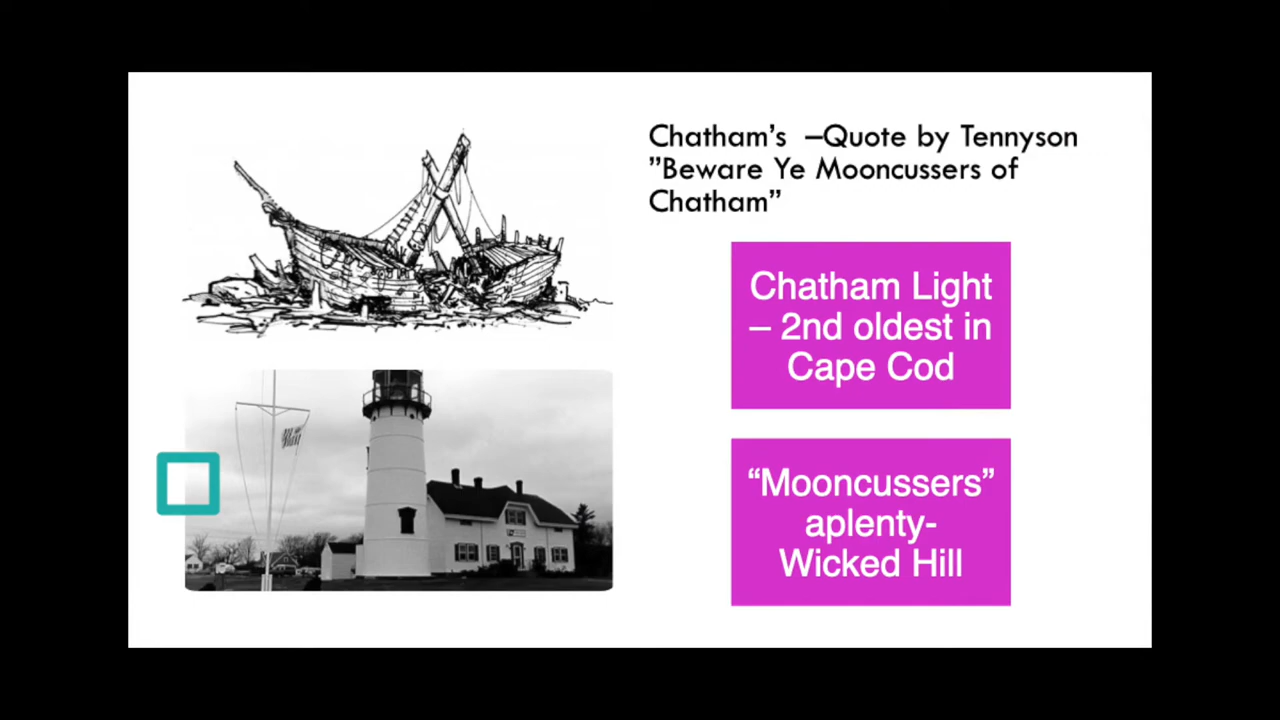 Chatham’s –Quote by Tennyson
”Beware Ye Mooncussers of
Chatham”
Chatham Light
– 2nd oldest in
Cape Cod
“Mooncussers”
aplenty-
Wicked Hill